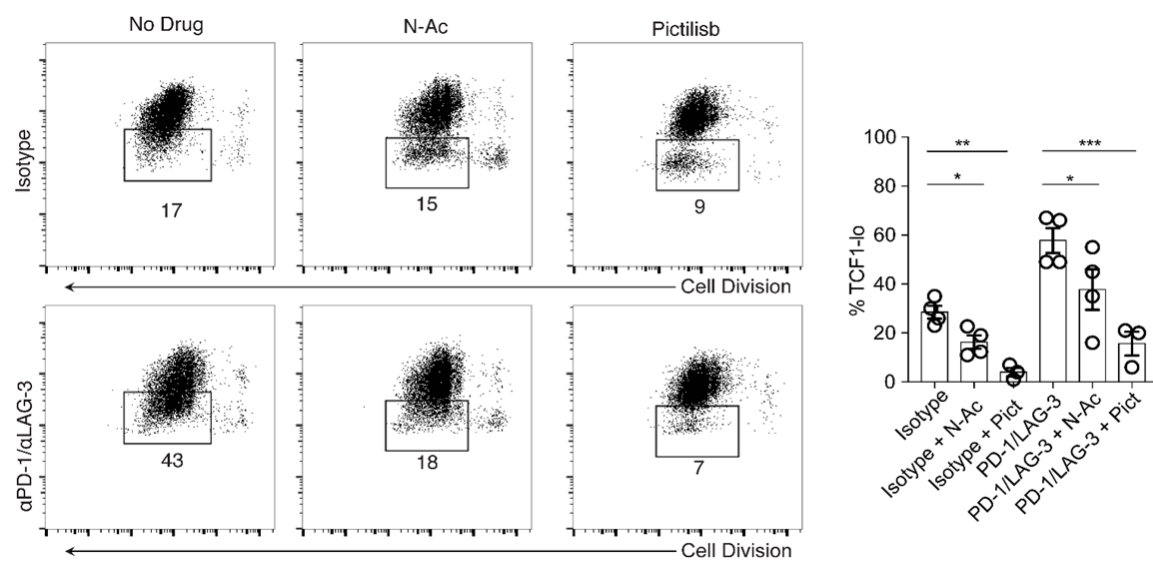 No Drug
N-Ac
Pictilisb
Isotype
17
15
9
Cell Division
αPD-1/αLAG-3
43
18
7
Cell Division
% TCF1-lo
100
80
60
40
20
0
**
***
*
*
Isotype
Isotype + N-Ac
Isotype + Pict
PD-1/LAG-3
PD-1/LAG-3 + N-Ac
PD-1/LAG-3 + Pict